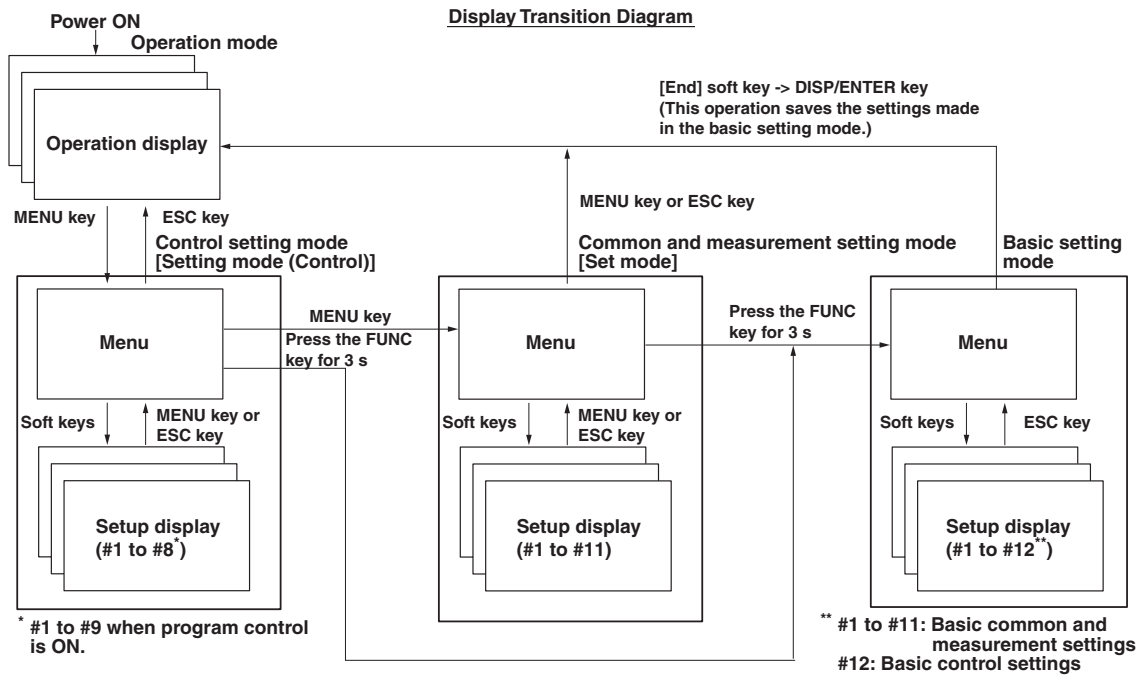 Display Transition Diagram
Power ON
Operation mode
Operation display
[End] soft key -> DISP/ENTER key
(This operation saves the settings made
in the basic setting mode.)
MENU key
ESC key
MENU key or ESC key
Control setting mode
[Setting mode (Control)]
Common and measurement setting mode
[Set mode]
Basic setting
mode
Menu
MENU key
Press the FUNC
key for 3 s
Menu
Press the FUNC
key for 3 s
Menu
Soft keys
MENU key or
ESC key
Soft keys
MENU key or
ESC key
Soft keys
ESC key
Setup display
(#1 to #8*)
Setup display
(#1 to #11)
Setup display
(#1 to #12**)
* #1 to #9 when program control
is ON.
** #1 to #11: Basic common and
measurement settings
#12: Basic control settings